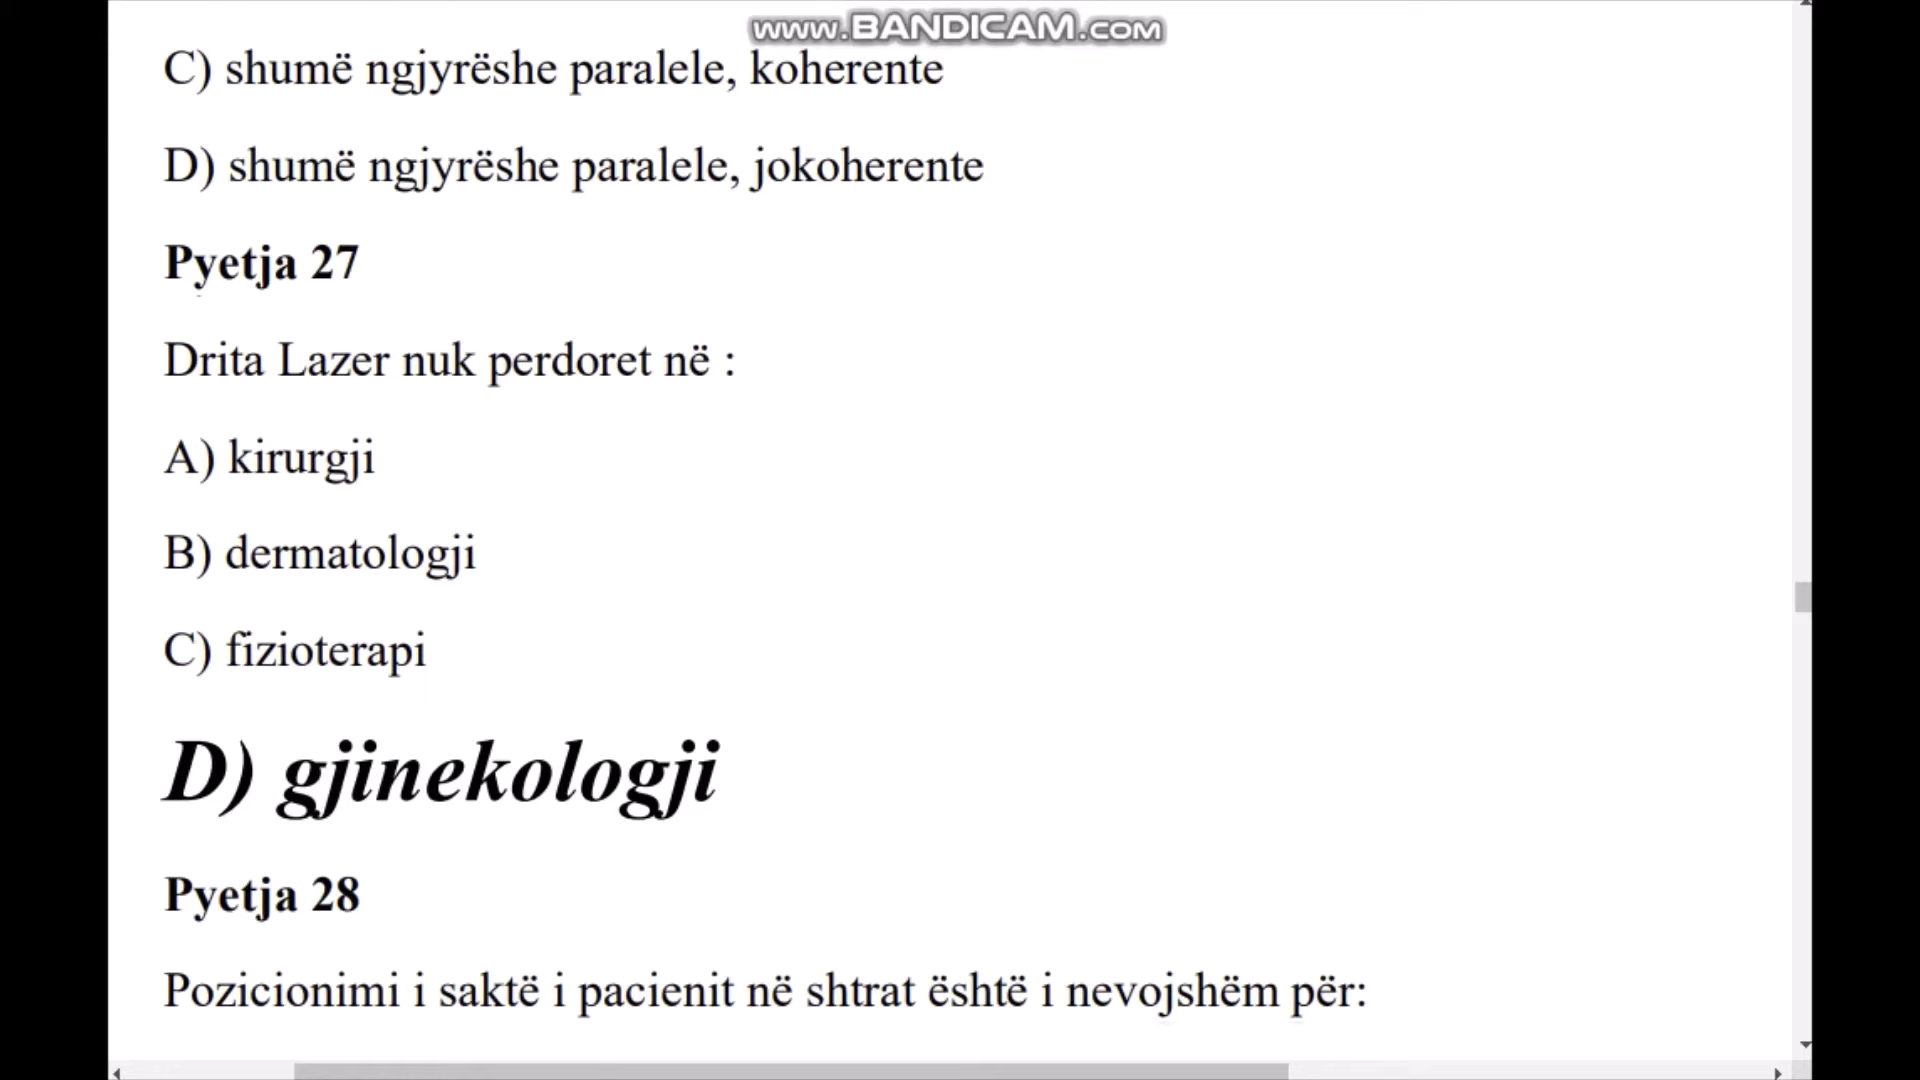 www.BANDICAM.com
C) shumë ngjyrëshe paralele, koherente
D) shumë ngjyrëshe paralele, jokoherente
Pyetja 27
Drita Lazer nuk perdoret në :
A) kirurgji
B) dermatologji
C) fizioterapi
D) gjinekologji
Pyetja 28
Pozicionimi i saktë i pacienit në shtrat është i nevojshëm për: